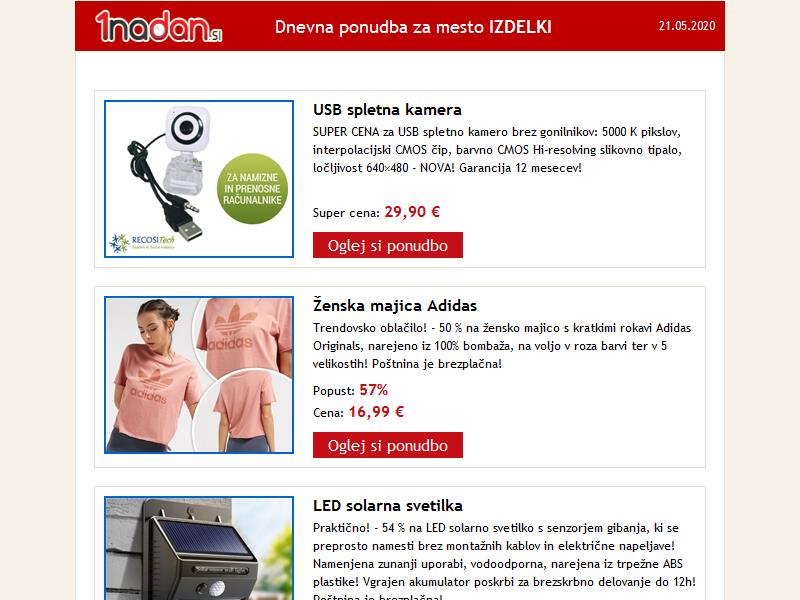 1nadan.si
Dnevna ponudba za mesto IZDELKI
21.05.2020
USB spletna kamera
SUPER CENA za USB spletno kamero brez gonilnikov: 5000 K pikslov,
interpolacijski CMOS čip, barvno CMOS Hi-resolving slikovno tipalo,
ločljivost 640×480 - NOVA! Garancija 12 mesecev!
ZA NAMIZNE
IN PRENOSNE
RAČUNALNIKE
RECOSITech
Super cena: 29,90 €
Oglej si ponudbo
Ženska majica Adidas
Trendovsko oblačilo! - 50 % na žensko majico s kratkimi rokavi Adidas
Originals, narejeno iz 100% bombaža, na voljo v roza barvi ter v 5
velikostih! Poštnina je brezplačna!
adidas
adidas
Popust: 57%
Cena: 16,99 €
Oglej si ponudbo
LED solarna svetilka
Praktično! - 54 % na LED solarno svetilko s senzorjem gibanja, ki se
preprosto namesti brez montažnih kablov in električne napeljave!
Namenjena zunanji uporabi, vodoodporna, narejena iz trpežne ABS
plastike! Vgrajen akumulator poskrbi za brezskrbno delovanje do 12h!
Poštnina je brezplačna!